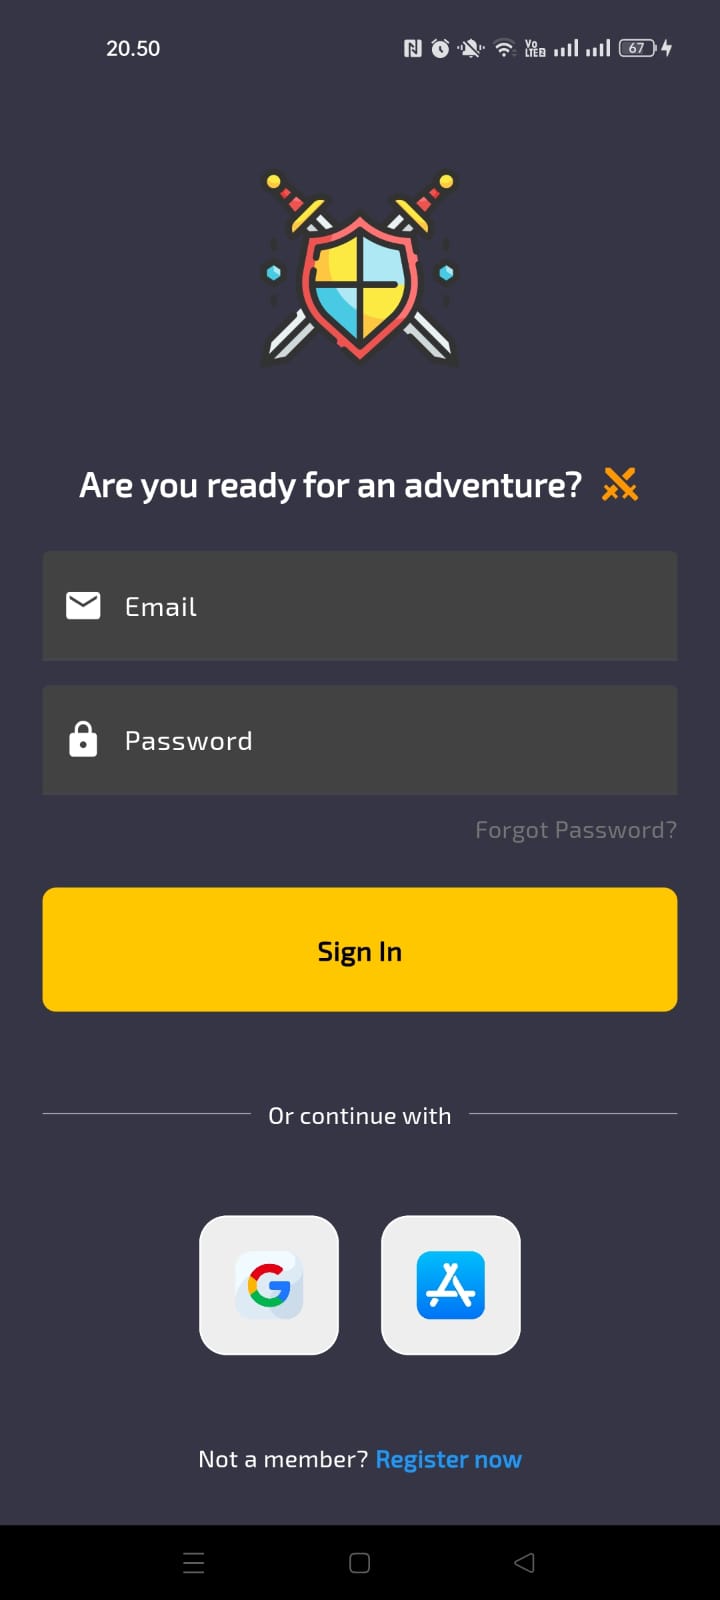 20.50
Vo
LTE2
67
Are you ready for an adventure?
Email
Password
Forgot Password?
Sign In
Or continue with
G
Not a member? Register now